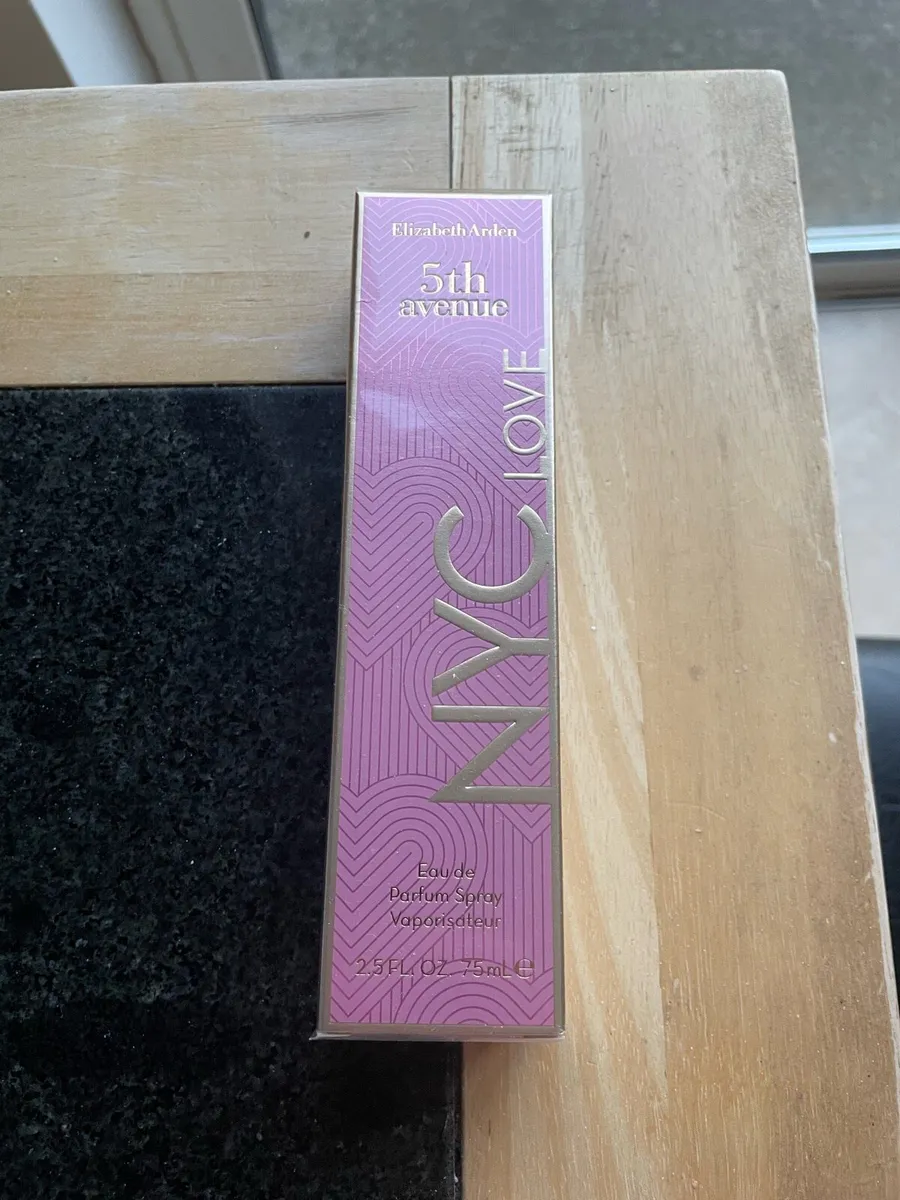 Elizabeth Arden
5th
avenue
NYC LOVE
Eau de
Parfum Spray
Vaporisateur
2.5 FL. OZ. 75 mL ℮